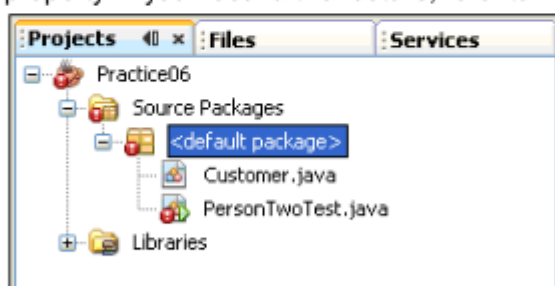 Projects Files Services
Practice06
Source Packages
<default package>
Customer.java
PersonTwoTest.java
Libraries